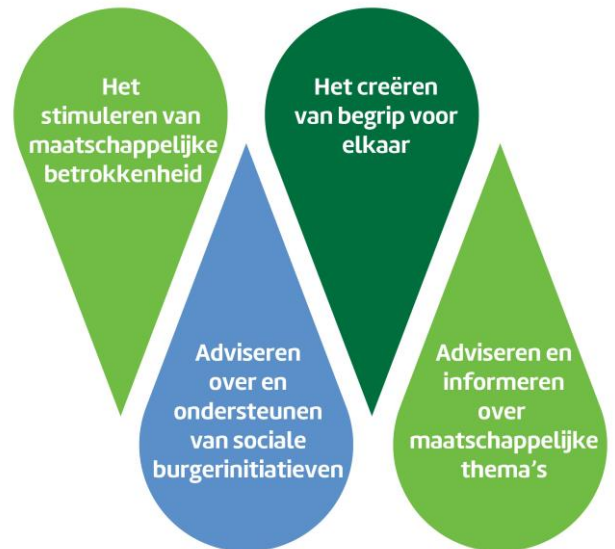 Het
stimuleren van
maatschappelijke
betrokkenheid
Het creëren
van begrip voor
elkaar
Adviseren
over en
ondersteunen
van sociale
burgerinitiatieven
Adviseren en
informeren
over
maatschappelijke
thema's